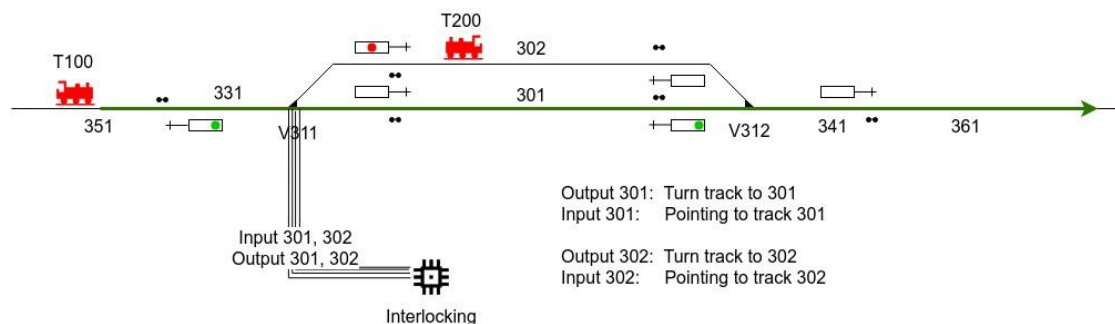 T200
302
T100
331
301
351
V311
V312
341
361
Output 301: Turn track to 301
Input 301: Pointing to track 301
Input 301, 302
Output 301, 302
Output 302: Turn track to 302
Input 302: Pointing to track 302
Interlocking